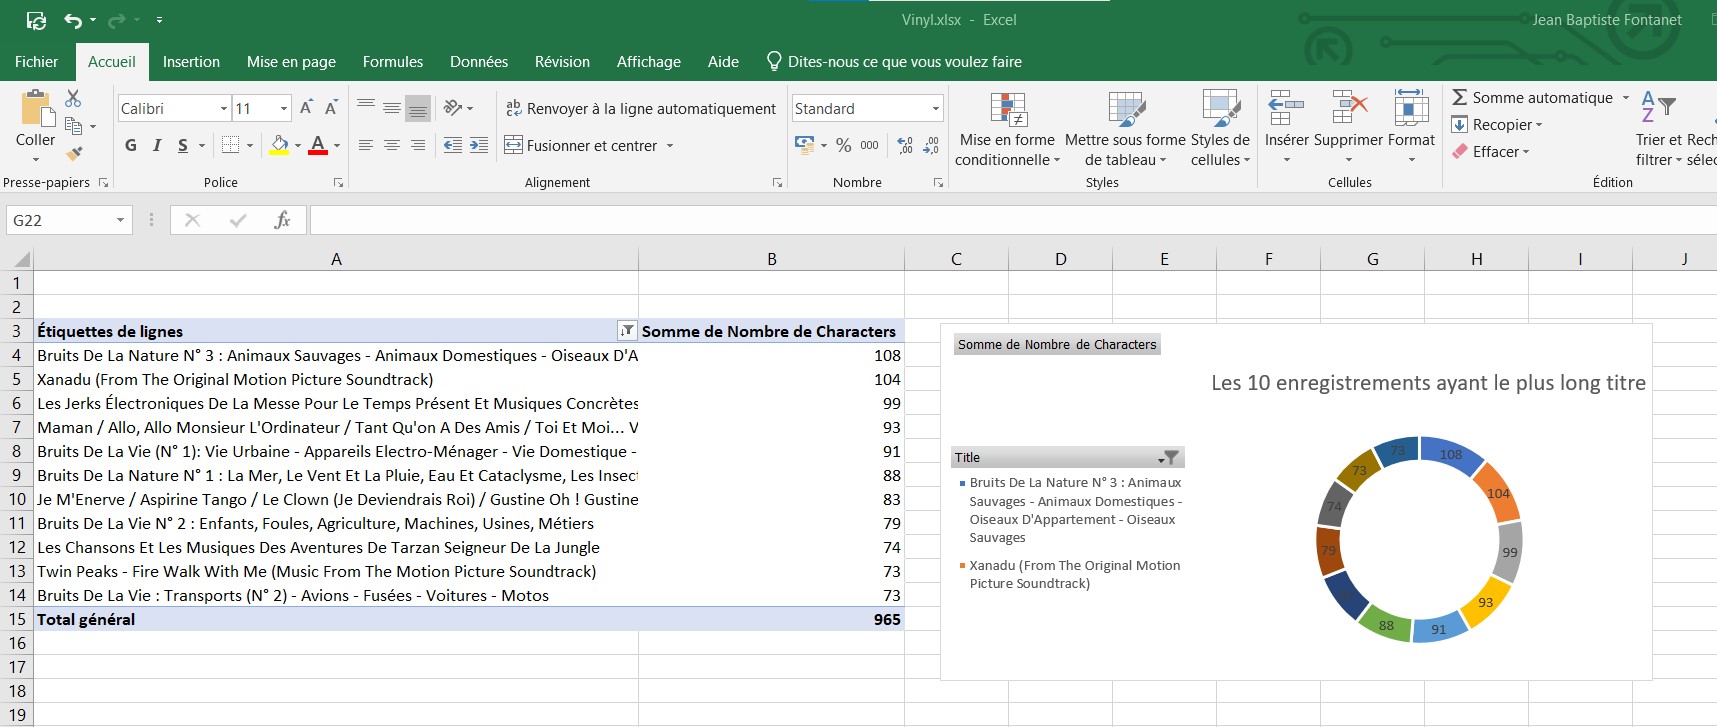 Vinyl.xlsx - Excel
Jean Baptiste Fontanet
Fichier Accueil Insertion Mise en page Formules Données Révision Affichage Aide Dites-nous ce que vous voulez faire
Coller
Presse-papiers
Calibri 11
G I S
Police
Renvoyer à la ligne automatiquement
Fusionner et centrer
Alignement
Standard
% 000
Nombre
Mise en forme
conditionnelle
Mettre sous forme
de tableau
Styles de
cellules
Styles
Insérer Supprimer Format
Cellules
Somme automatique
Recopier
Effacer
Trier et
filtrer
Rech
sélec
Édition
G22
fx
A B C D E F G H I J
1
2
3 Étiquettes de lignes Somme de Nombre de Characters
4 Bruits De La Nature N° 3 : Animaux Sauvages - Animaux Domestiques - Oiseaux D'A 108
5 Xanadu (From The Original Motion Picture Soundtrack) 104
6 Les Jerks Électroniques De La Messe Pour Le Temps Présent Et Musiques Concrètes 99
7 Maman / Allo, Allo Monsieur L'Ordinateur / Tant Qu'on A Des Amis / Toi Et Moi... V 93
8 Bruits De La Vie (N° 1): Vie Urbaine - Appareils Electro-Ménager - Vie Domestique - 91
9 Bruits De La Nature N° 1 : La Mer, Le Vent Et La Pluie, Eau Et Cataclysme, Les Insect 88
10 Je M'Enerve / Aspirine Tango / Le Clown (Je Deviendrais Roi) / Gustine Oh ! Gustine 83
11 Bruits De La Vie N° 2 : Enfants, Foules, Agriculture, Machines, Usines, Métiers 79
12 Les Chansons Et Les Musiques Des Aventures De Tarzan Seigneur De La Jungle 74
13 Twin Peaks - Fire Walk With Me (Music From The Motion Picture Soundtrack) 73
14 Bruits De La Vie : Transports (N° 2) - Avions - Fusées - Voitures - Motos 73
15 Total général 965
16
17
18
19
Somme de Nombre de Characters
Les 10 enregistrements ayant le plus long titre
Title
Bruits De La Nature N° 3 : Animaux
Sauvages - Animaux Domestiques -
Oiseaux D'Appartement - Oiseaux
Sauvages
Xanadu (From The Original Motion
Picture Soundtrack)
108
104
99
93
91
88
79
74
73
73